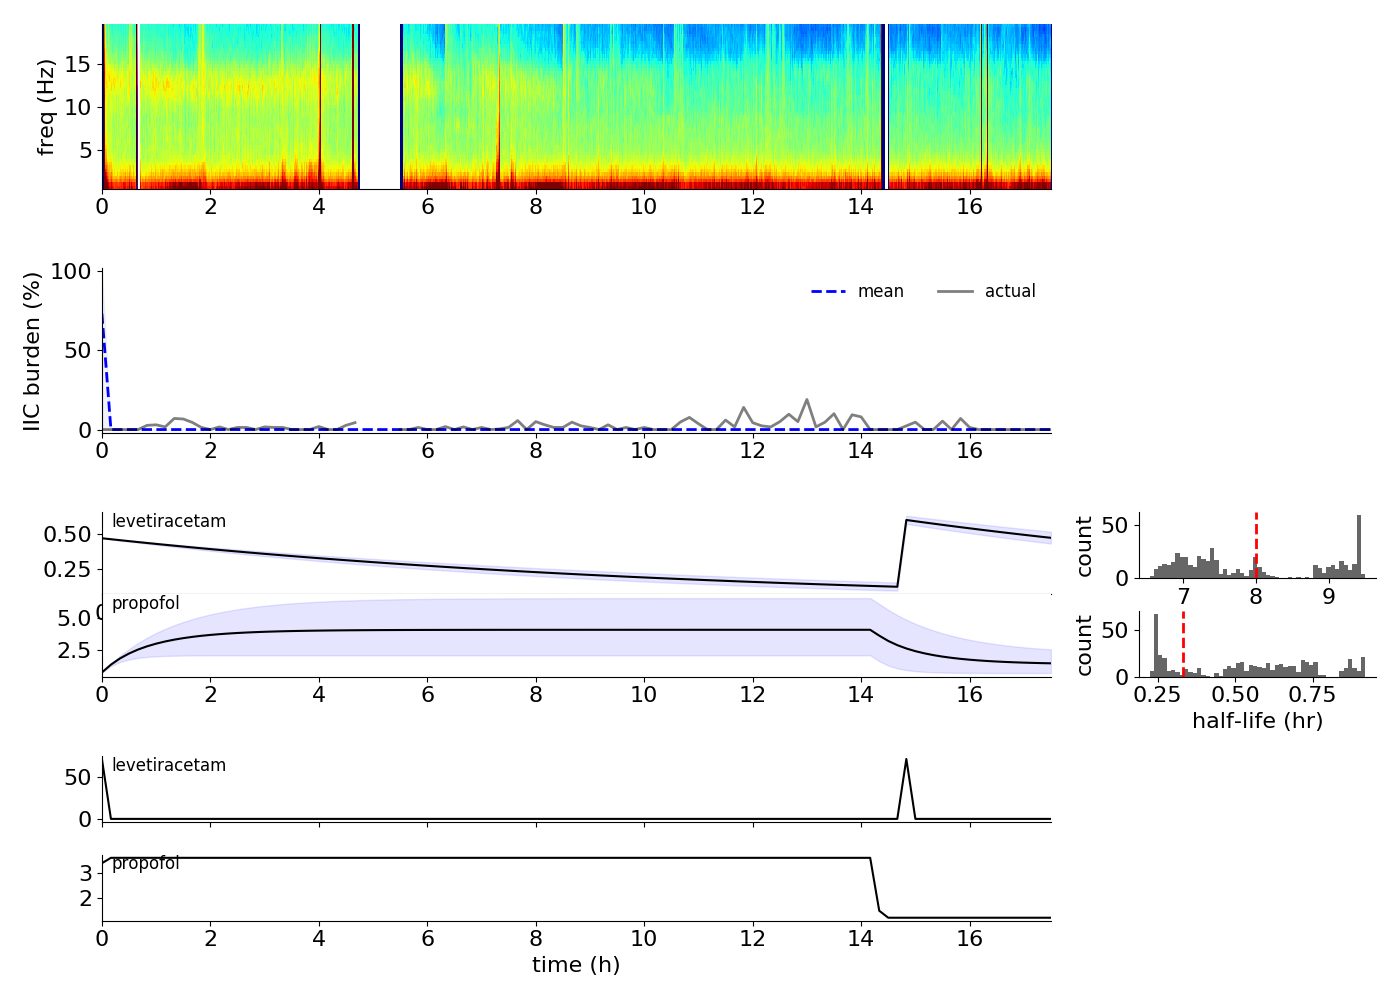 freq (Hz)
15
10
5
0 2 4 6 8 10 12 14 16
IIC burden (%)
100
50
0
mean actual
0 2 4 6 8 10 12 14 16
levetiracetam
0.50
0.25
0
propofol
5.0
2.5
0 2 4 6 8 10 12 14 16
count
50
0
7 8 9
count
50
0
0.25 0.50 0.75
half-life (hr)
levetiracetam
50
0
propofol
3
2
0 2 4 6 8 10 12 14 16
time (h)